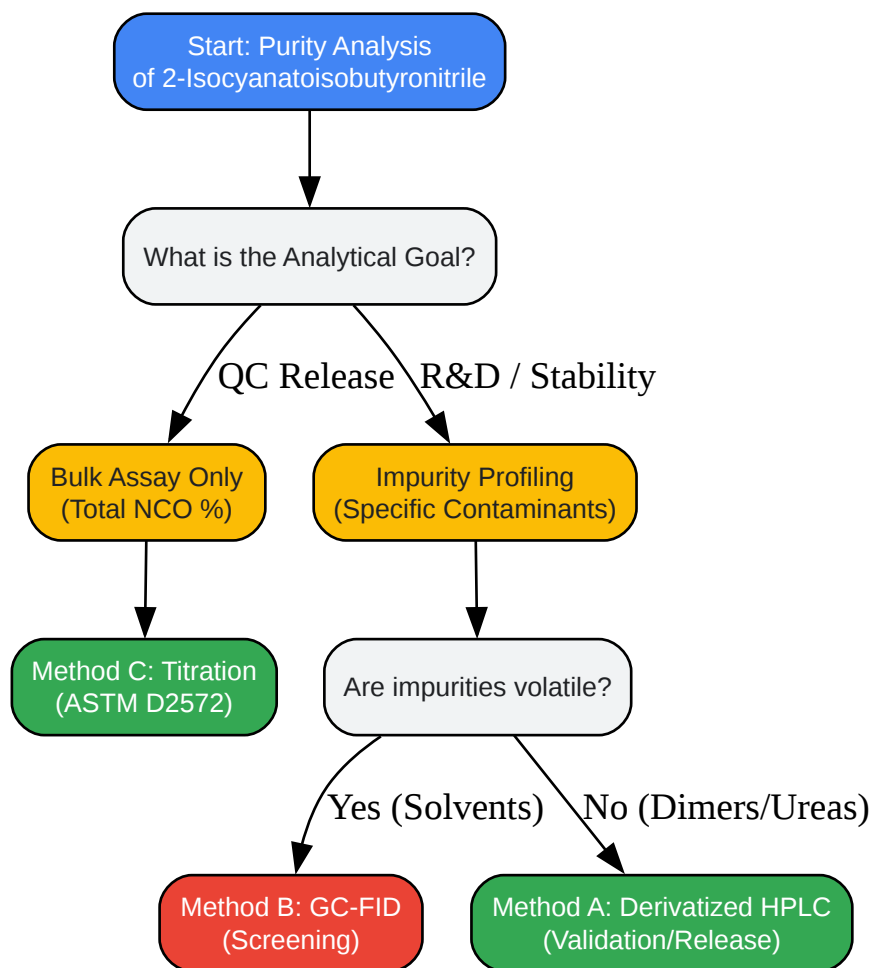 Start: Purity Analysis
of 2-Isocyanatoisobutyronitrile
What is the Analytical Goal?
QC Release
R&D / Stability
Bulk Assay Only
(Total NCO %)
Impurity Profiling
(Specific Contaminants)
Method C: Titration
(ASTM D2572)
Are impurities volatile?
Yes (Solvents)
No (Dimers/Ureas)
Method B: GC-FID
(Screening)
Method A: Derivatized HPLC
(Validation/Release)